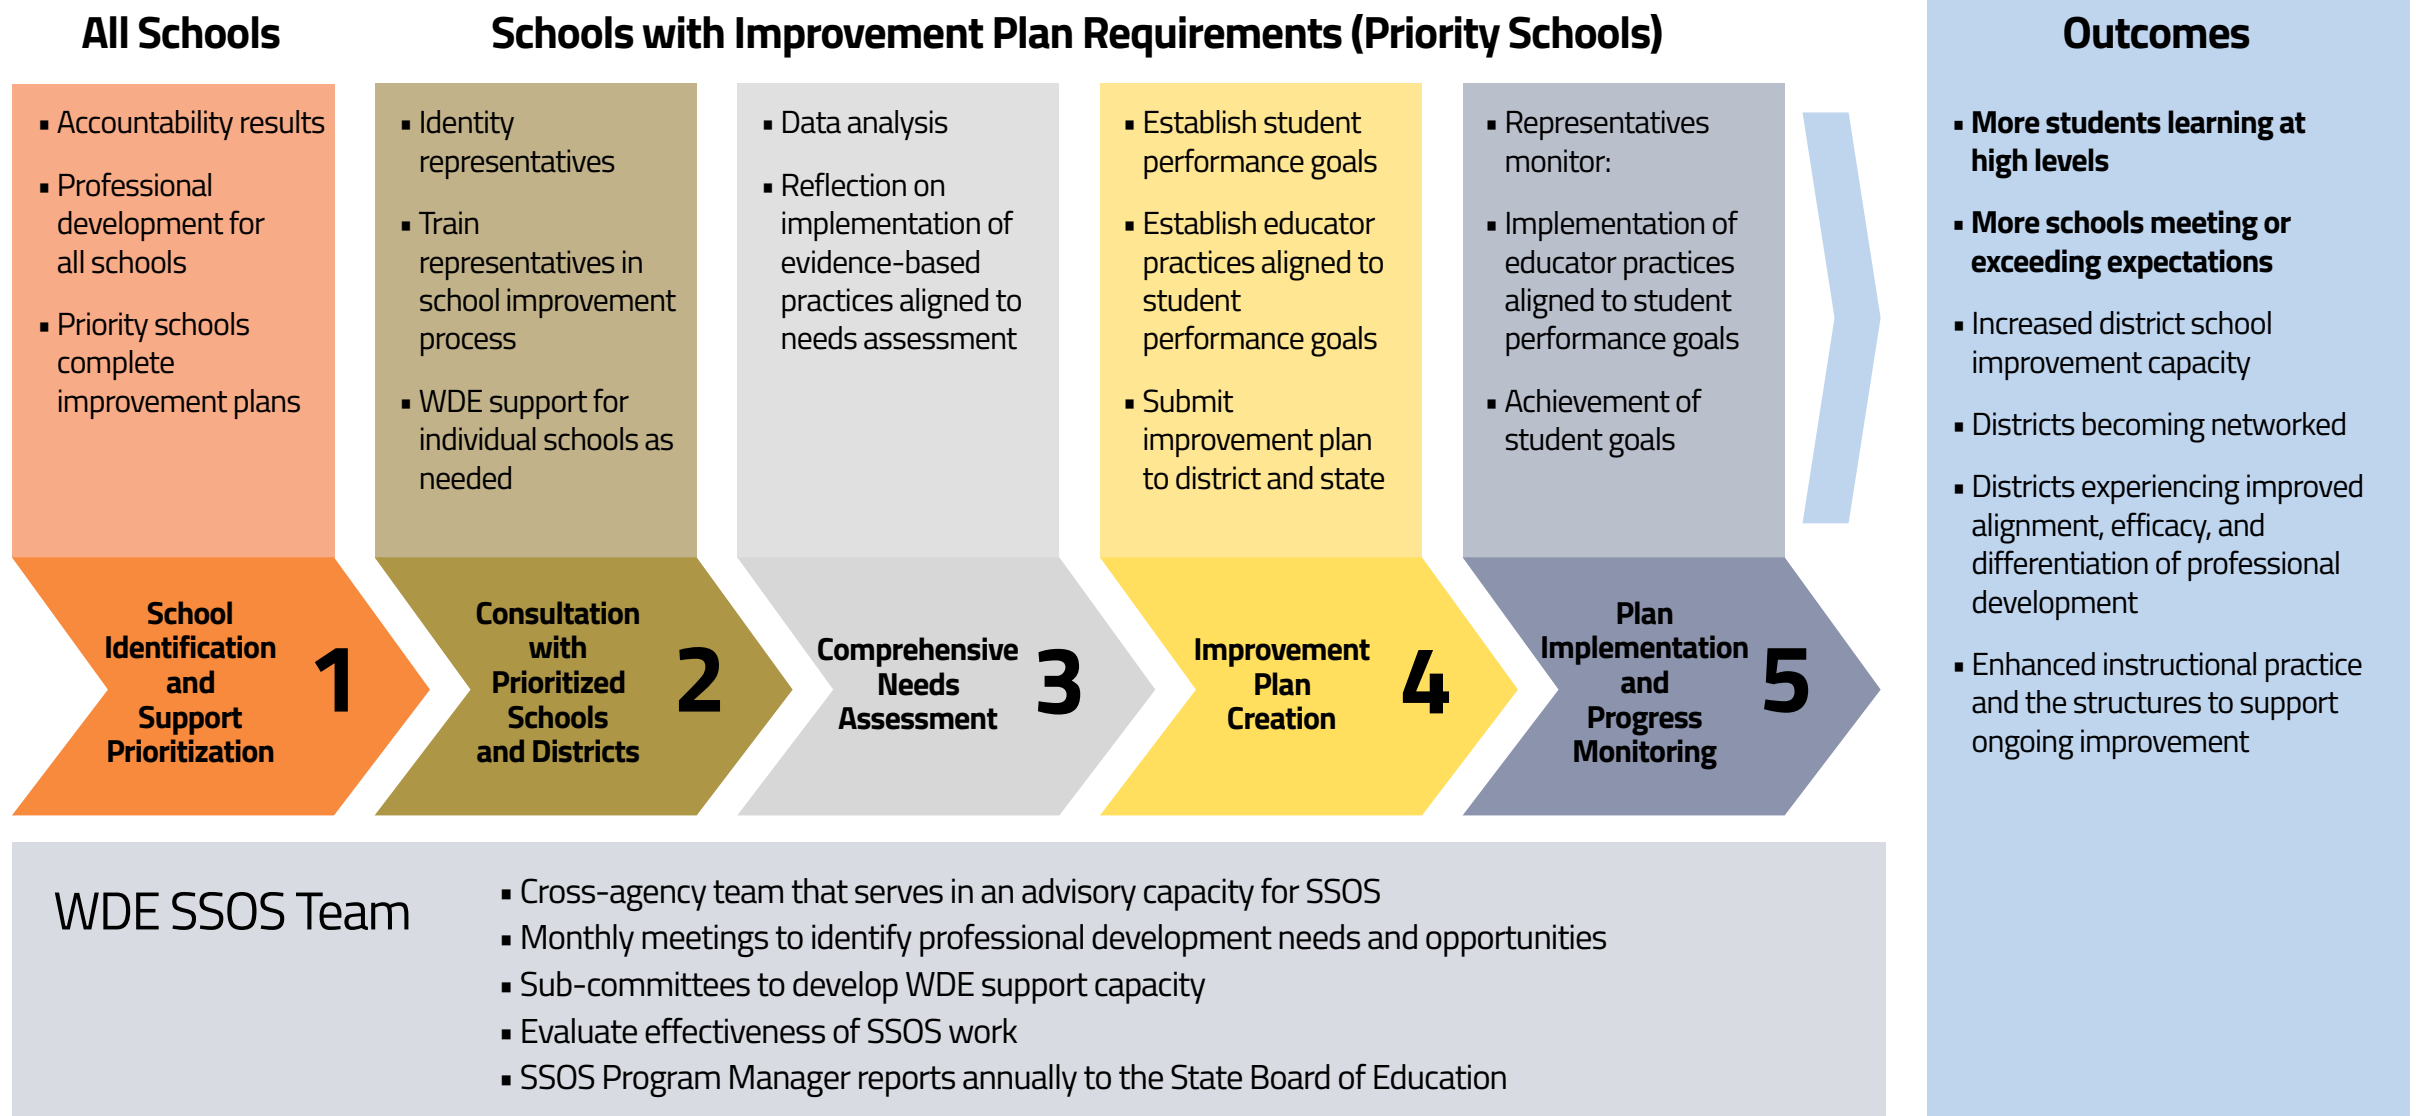 All Schools
Schools with Improvement Plan Requirements (Priority Schools)
▪ Accountability results
▪ Professional
development for
all schools
▪ Priority schools
complete
improvement plans
School
Identification
and
Support
Prioritization
1
▪ Identity
representatives
▪ Train
representatives in
school improvement
process
▪ WDE support for
individual schools as
needed
Consultation
with
Prioritized
Schools
and Districts
2
▪ Data analysis
▪ Reflection on
implementation of
evidence-based
practices aligned to
needs assessment
Comprehensive
Needs
Assessment
3
▪ Establish student
performance goals
▪ Establish educator
practices aligned to
student
performance goals
▪ Submit
improvement plan
to district and state
Improvement
Plan
Creation
4
▪ Representatives
monitor:
▪ Implementation of
educator practices
aligned to student
performance goals
▪ Achievement of
student goals
Plan
Implementation
and
Progress
Monitoring
5
Outcomes
▪ More students learning at
high levels
▪ More schools meeting or
exceeding expectations
▪ Increased district school
improvement capacity
▪ Districts becoming networked
▪ Districts experiencing improved
alignment, efficacy, and
differentiation of professional
development
▪ Enhanced instructional practice
and the structures to support
ongoing improvement
WDE SSOS Team
▪ Cross-agency team that serves in an advisory capacity for SSOS
▪ Monthly meetings to identify professional development needs and opportunities
▪ Sub-committees to develop WDE support capacity
▪ Evaluate effectiveness of SSOS work
▪ SSOS Program Manager reports annually to the State Board of Education